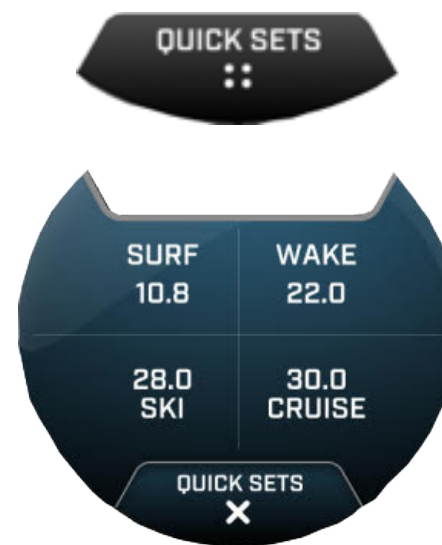 QUICK SETS
SURF
10.8
WAKE
22.0
28.0
SKI
30.0
CRUISE
QUICK SETS